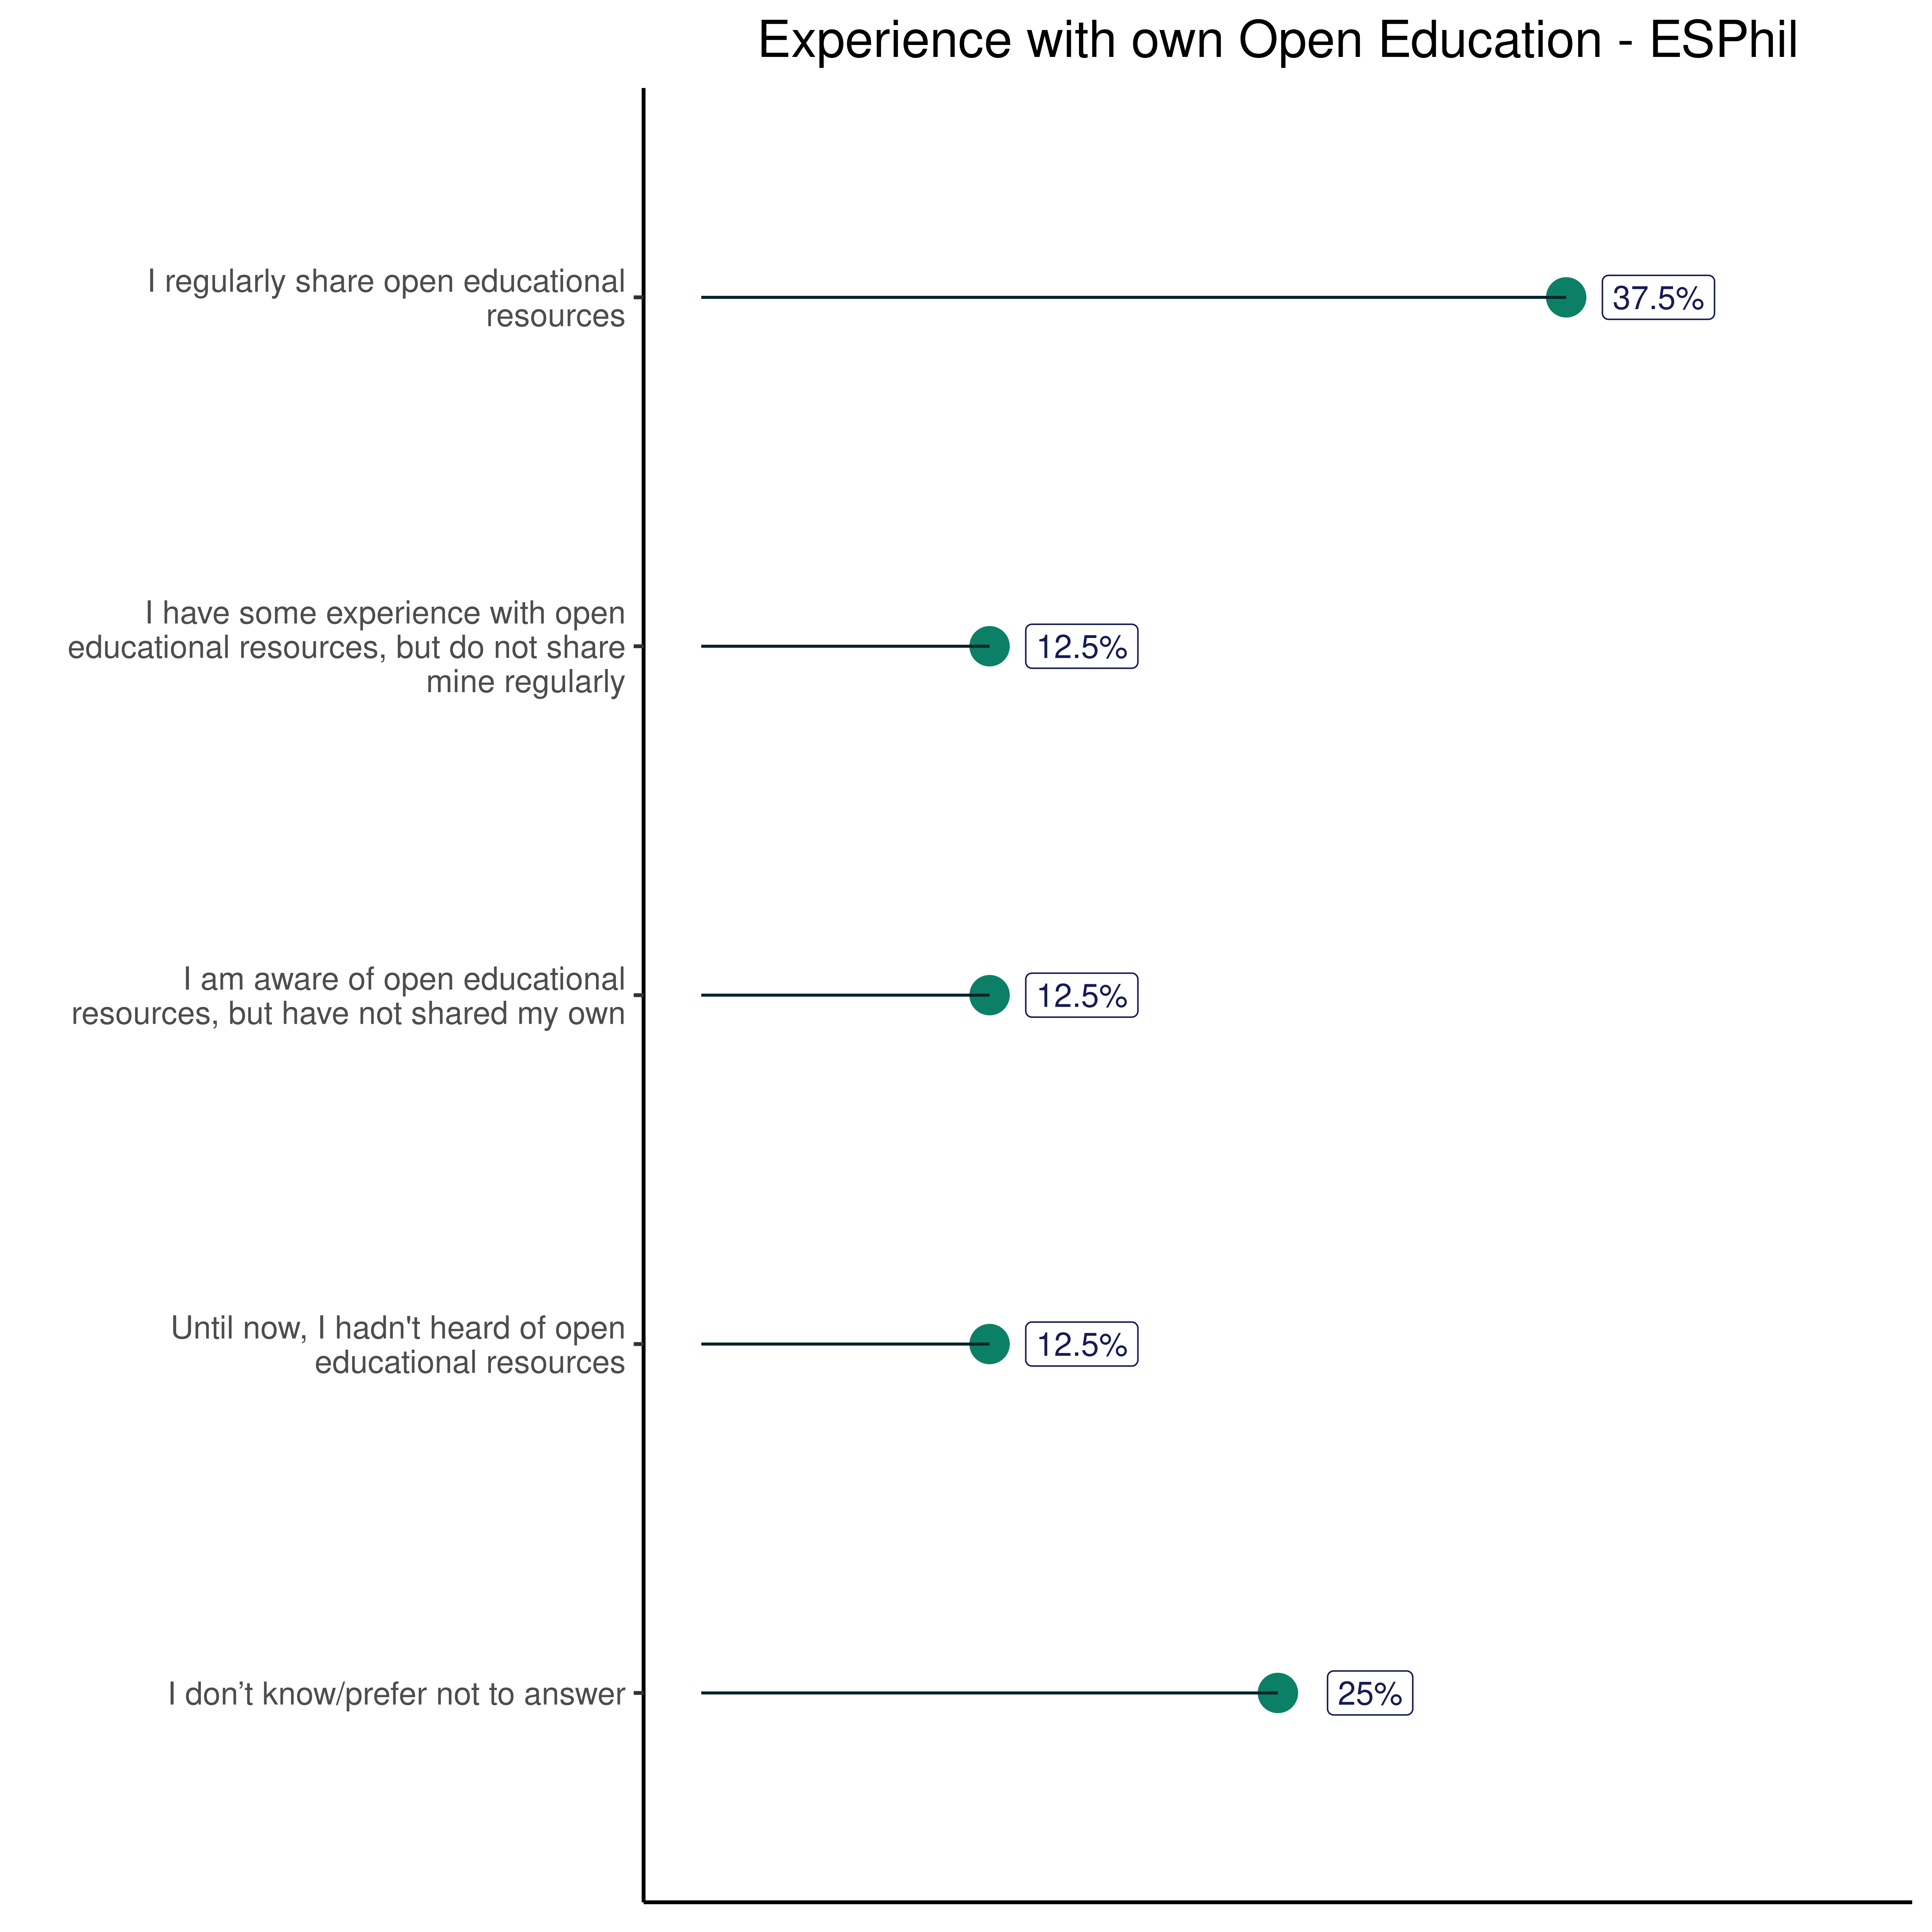 Experience with own Open Education - ESPhil
I regularly share open educational
resources
37.5%
I have some experience with open
educational resources, but do not share
mine regularly
12.5%
I am aware of open educational
resources, but have not shared my own
12.5%
Until now, I hadn't heard of open
educational resources
12.5%
I don’t know/prefer not to answer
25%